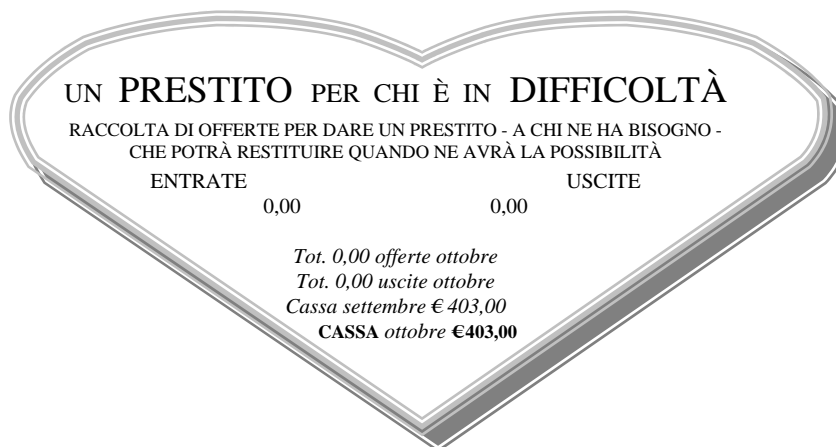 UN PRESTITO PER CHI È IN DIFFICOLTÀ
RACCOLTA DI OFFERTE PER DARE UN PRESTITO - A CHI NE HA BISOGNO -
CHE POTRÀ RESTITUIRE QUANDO NE AVRÀ LA POSSIBILITÀ
ENTRATE USCITE
0,00 0,00
Tot. 0,00 offerte ottobre
Tot. 0,00 uscite ottobre
Cassa settembre € 403,00
CASSA ottobre €403,00